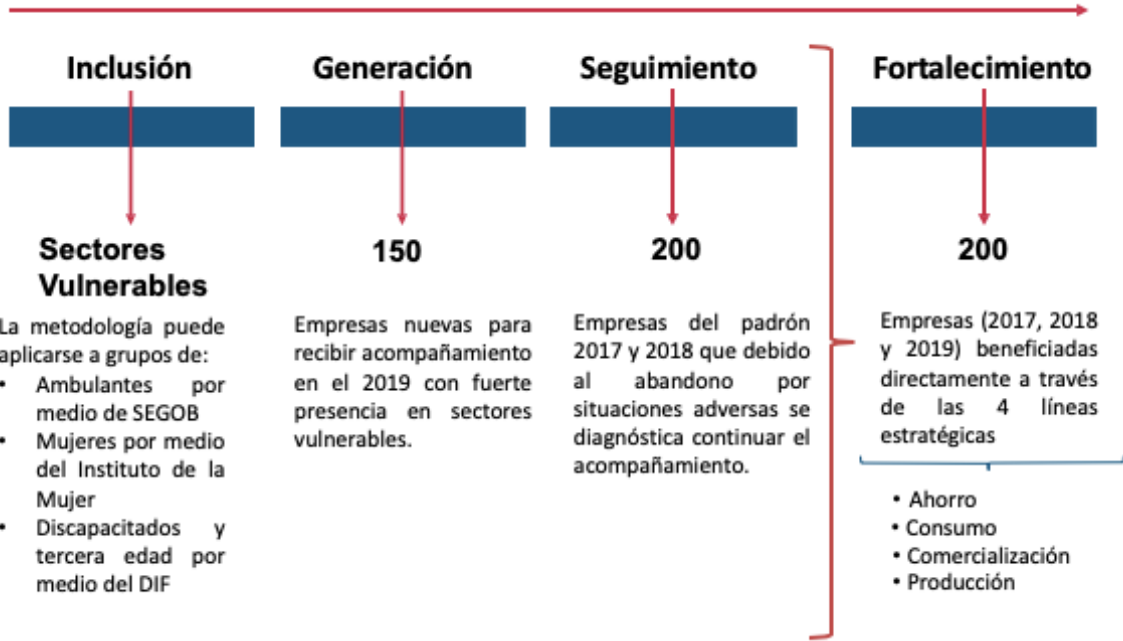 Inclusión
Sectores
Vulnerables
La metodología puede
aplicarse a grupos de:
• Ambulantes por
medio de SEGOB
• Mujeres por medio
del Instituto de la
Mujer
• Discapacitados y
tercera edad por
medio del DIF
Generación
150
Empresas nuevas para
recibir acompañamiento
en el 2019 con fuerte
presencia en sectores
vulnerables.
Seguimiento
200
Empresas del padrón
2017 y 2018 que debido
al abandono por
situaciones adversas se
diagnóstica continuar el
acompañamiento.
Fortalecimiento
200
Empresas (2017, 2018
y 2019) beneficiadas
directamente a través
de las 4 líneas
estratégicas
• Ahorro
• Consumo
• Comercialización
• Producción